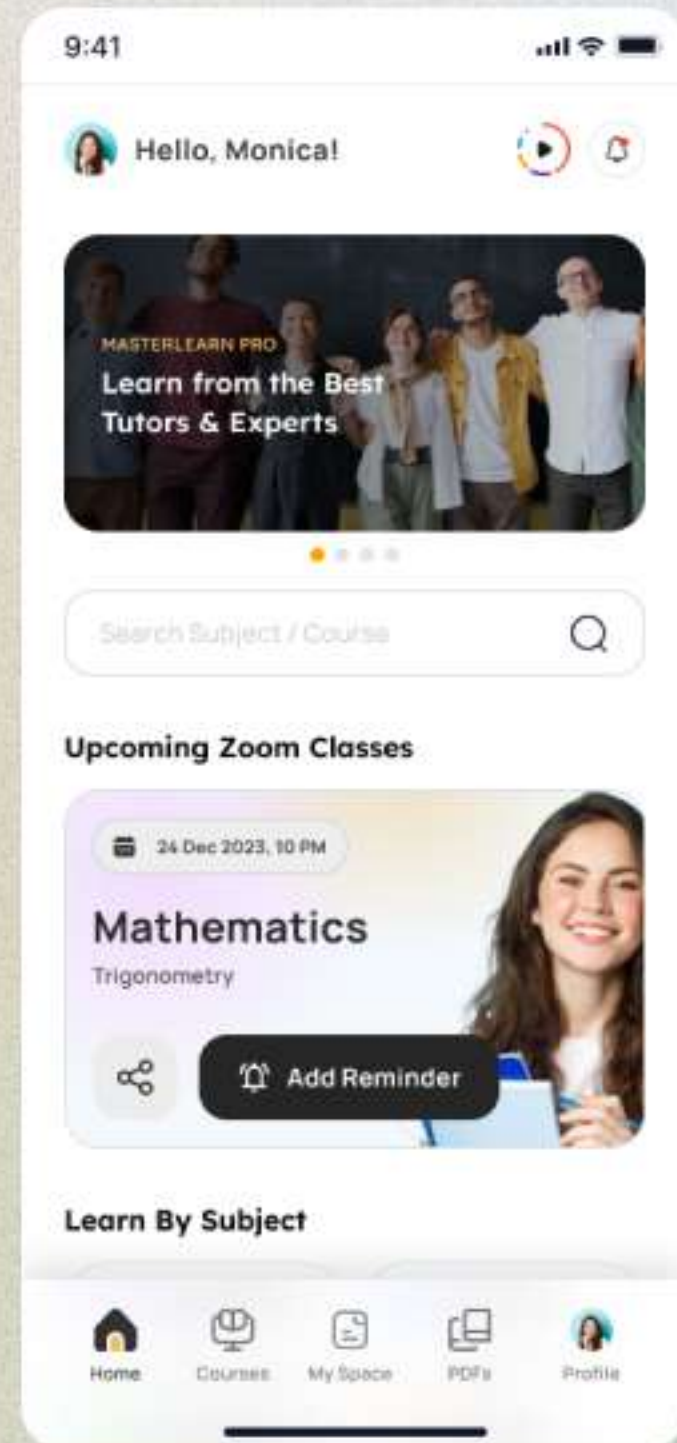 9:41
Hello, Monica!
MASTERLEARN PRO
Learn from the Best
Tutors & Experts
Search Subject / Course
Upcoming Zoom Classes
24 Dec 2023, 10 PM
Mathematics
Trigonometry
Add Reminder
Learn By Subject
Home Courses My Space PDFs Profile